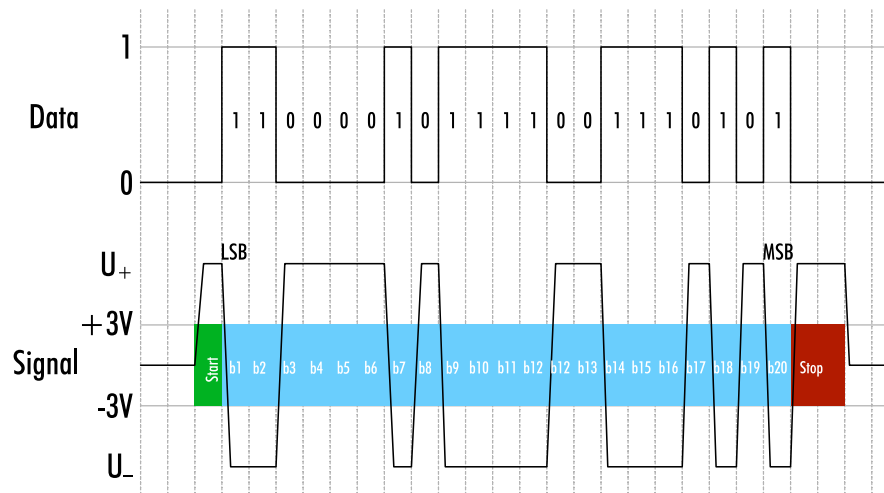 1
Data
1 1 0 0 0 0 1 0 1 1 1 1 0 0 1 1 1 0 1 0 1
0
LSB MSB
U+
+3V
Signal
Start b1 b2 b3 b4 b5 b6 b7 b8 b9 b10 b11 b12 b12 b13 b14 b15 b16 b17 b18 b19 b20 Stop
-3V
U-